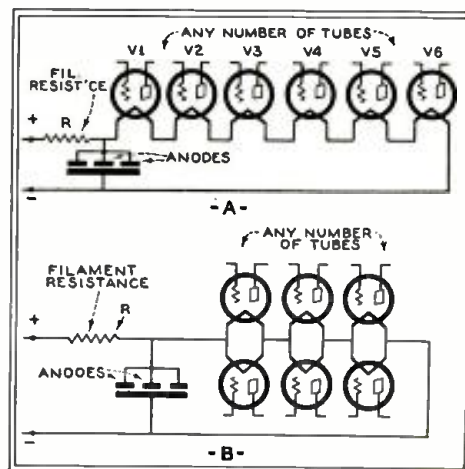 ANY NUMBER OF TUBES
V1 V2 V3 V4 V5 V6
FIL
RESIST'CE
R
+
ANODES
-
-A-
ANY NUMBER
OF TUBES
FILAMENT
RESISTANCE
R
+
ANODES
-
-B-